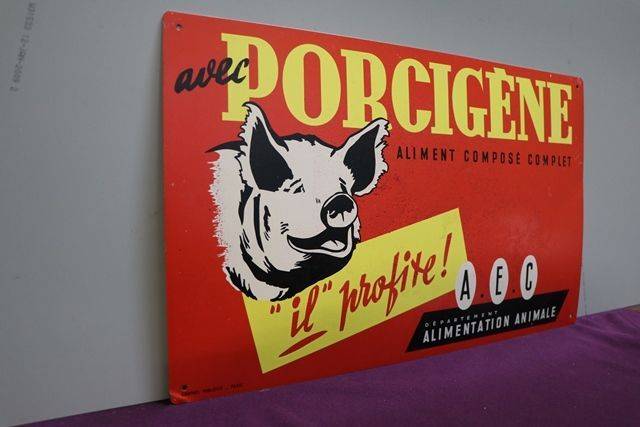 avec
PORCIGÈNE
ALIMENT COMPOSÉ COMPLET
"il" profite!
A.E.C
DÉPARTEMENT
ALIMENTATION ANIMALE